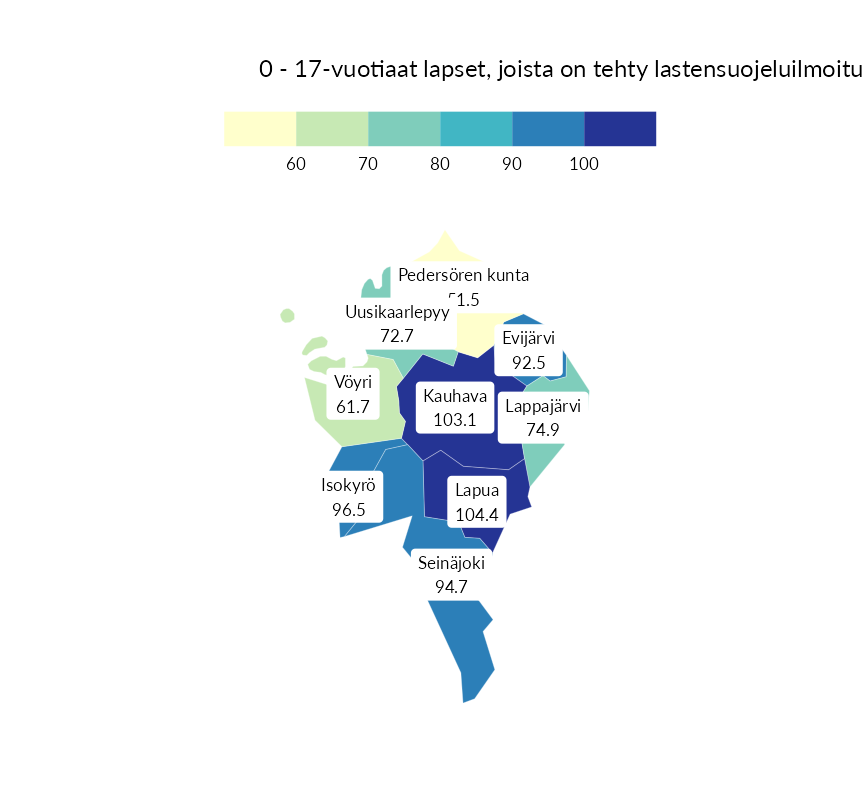 0 - 17-vuotiaat lapset, joista on tehty lastensuojeluilmoitu
60 70 80 90 100
Pedersören kunta
51.5
Uusikaarlepyy
72.7
Evijärvi
92.5
Vöyri
61.7
Kauhava
103.1
Lappajärvi
74.9
Isokyrö
96.5
Lapua
104.4
Seinäjoki
94.7